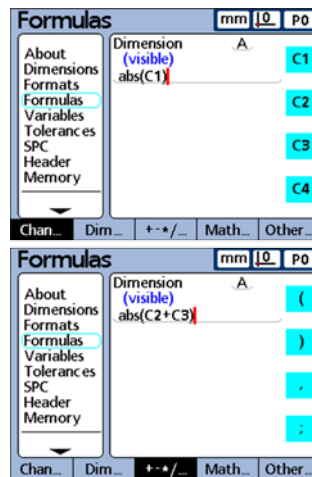 Formulas mm 0 P0
About
Dimensions
Formats
Formulas
Variables
Tolerances
SPC
Header
Memory
Dimension A
(visible)
abs(C1)
C1
C2
C3
C4
Chan... Dim... +-*/... Math... Other...
Formulas mm 0 P0
About
Dimensions
Formats
Formulas
Variables
Tolerances
SPC
Header
Memory
Dimension A
(visible)
abs(C2+C3)
(
)
,
;
Chan... Dim... +-*/... Math... Other...